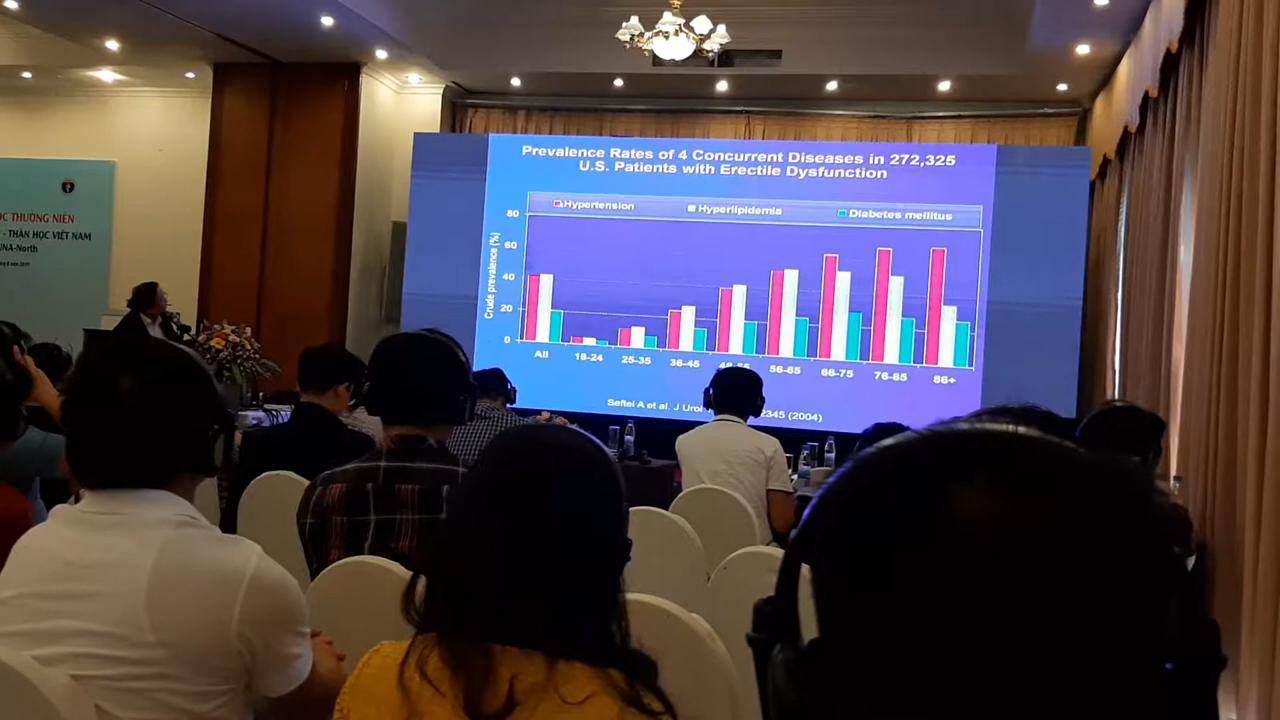 ỌC THƯỜNG NIÊN
- THẬN HỌC VIỆT NAM
UNA-North
Prevalence Rates of 4 Concurrent Diseases in 272,325
U.S. Patients with Erectile Dysfunction
Hypertension Hyperlipidemia Diabetes mellitus
Crude prevalence (%)
80
60
40
20
0
All 18-24 25-35 36-45 56-65 66-75 76-85 86+
Seftel A et al. J Urol 2345 (2004)